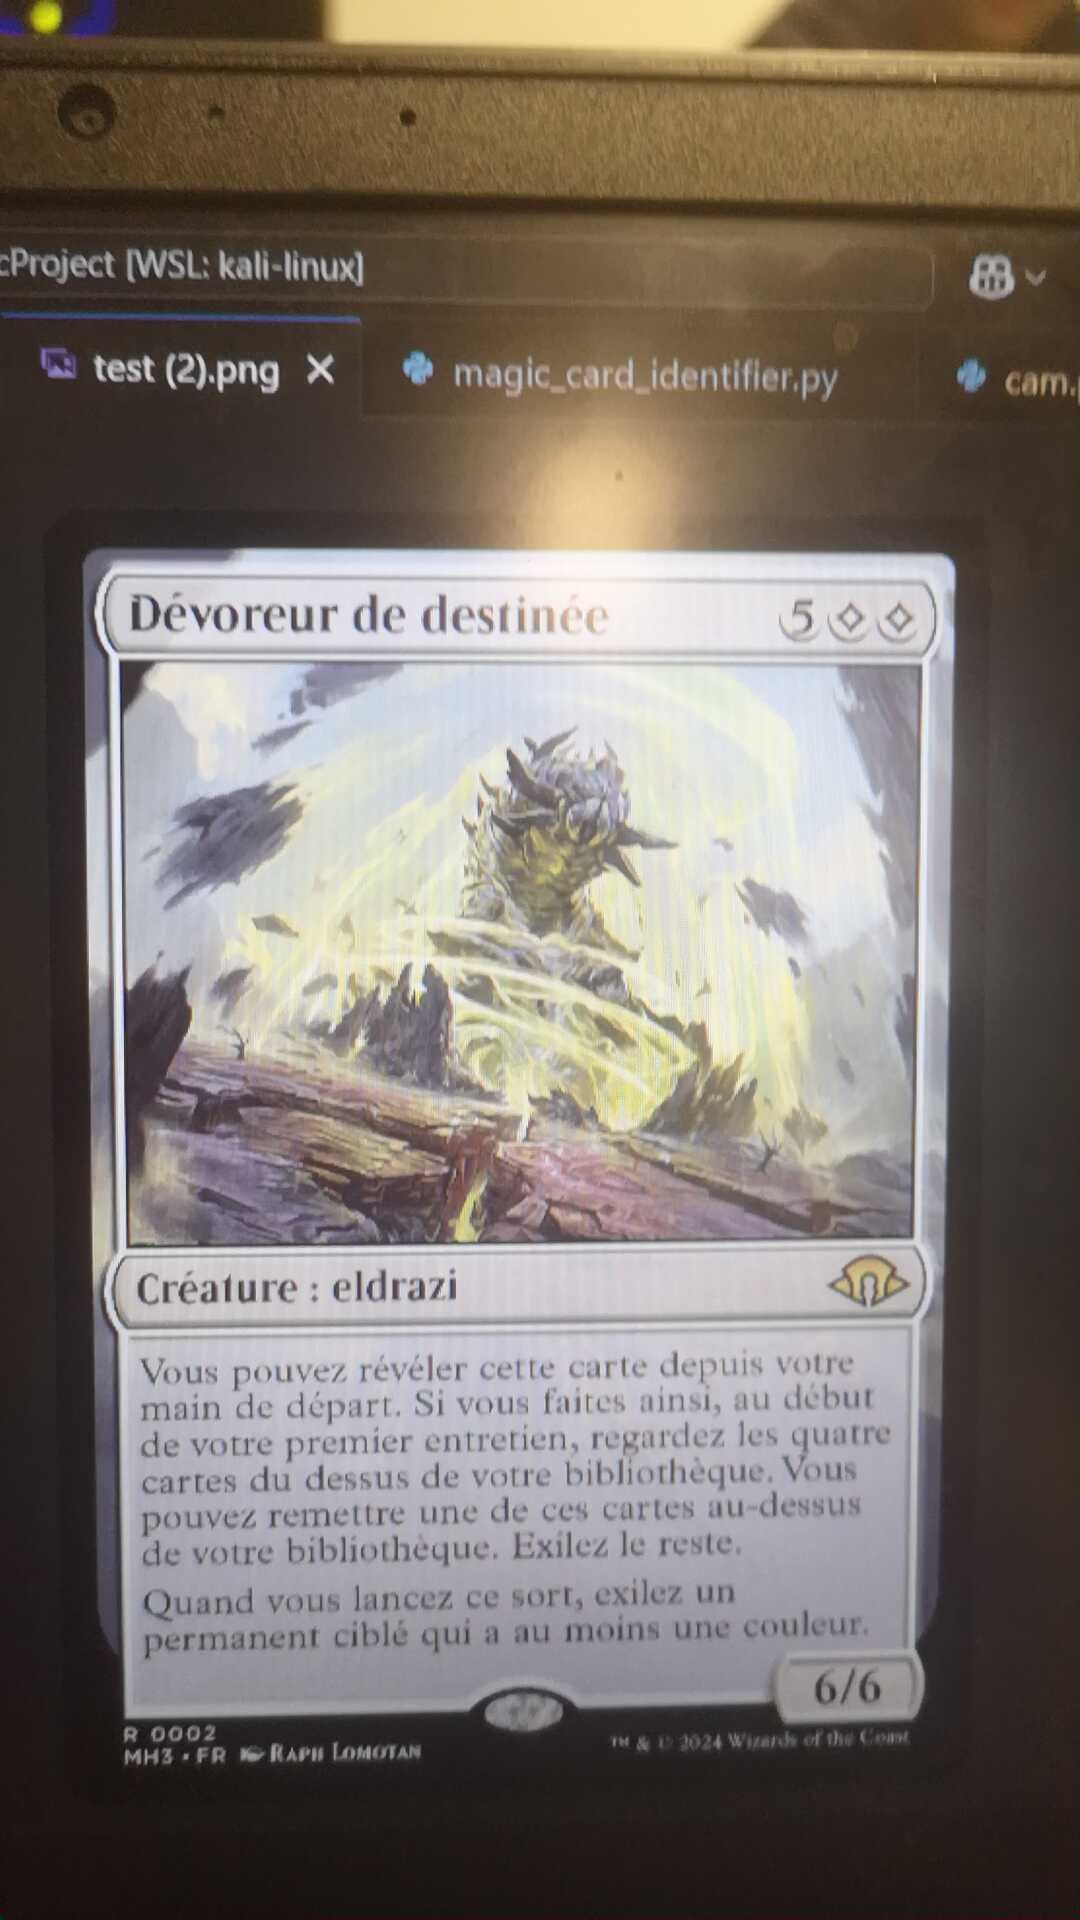 cProject [WSL: kali-linux]
test (2).png
magic_card_identifier.py
cam.p
Dévoreur de destinée
5
Créature : eldrazi
Vous pouvez révéler cette carte depuis votre
main de départ. Si vous faites ainsi, au début
de votre premier entretien, regardez les quatre
cartes du dessus de votre bibliothèque. Vous
pouvez remettre une de ces cartes au-dessus
de votre bibliothèque. Exilez le reste.
Quand vous lancez ce sort, exilez un
permanent ciblé qui a au moins une couleur.
6/6
R 0002
MH3 • FR RAPH LOMOTAN
™ & © 2024 Wizards of the Coast